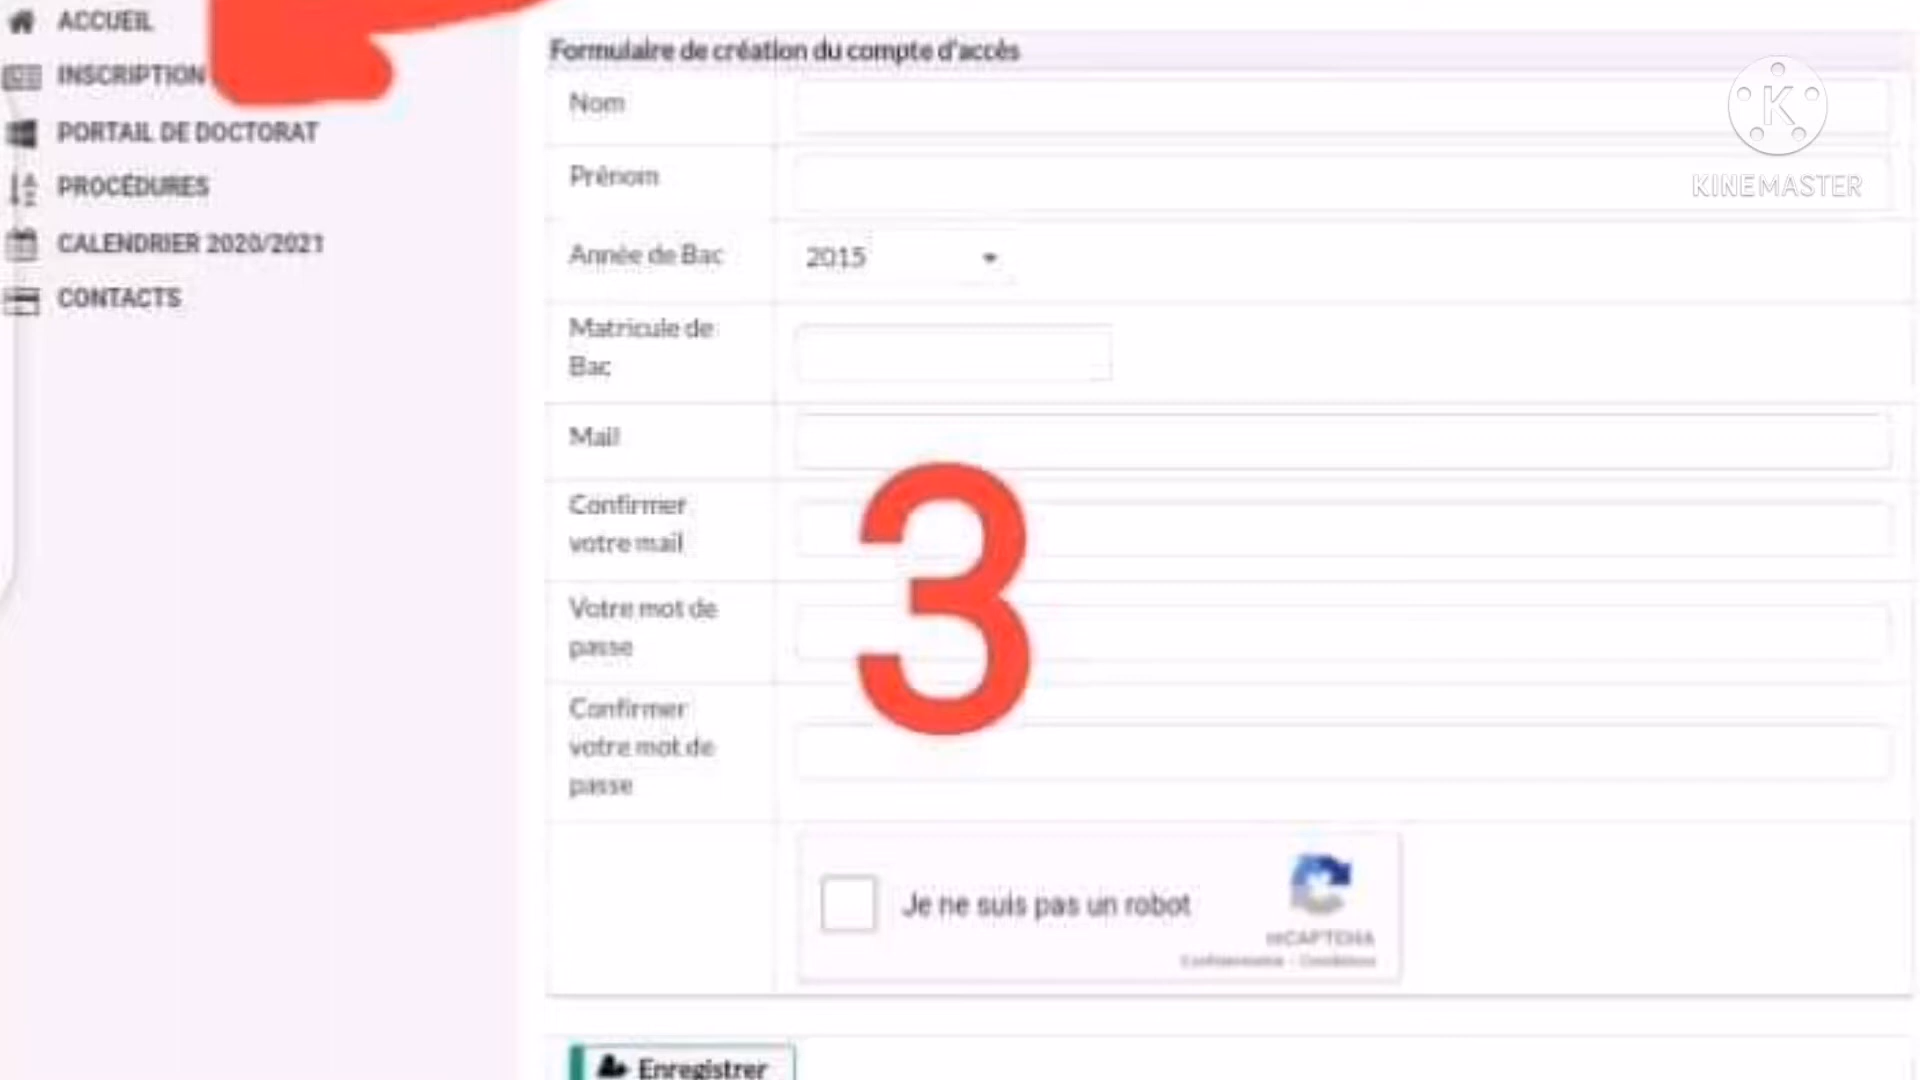 ACCUEIL
INSCRIPTION
PORTAIL DE DOCTORAT
PROCÉDURES
CALENDRIER 2020/2021
CONTACTS
Formulaire de création du compte d'accès
Nom
Prénom
Année de Bac
2015
Matricule de
Bac
Mail
Confirmer
votre mail
Votre mot de
passe
Confirmer
votre mot de
passe
3
Je ne suis pas un robot
reCAPTCHA
Confidentialité - Conditions
Enregistrer
KINEMASTER